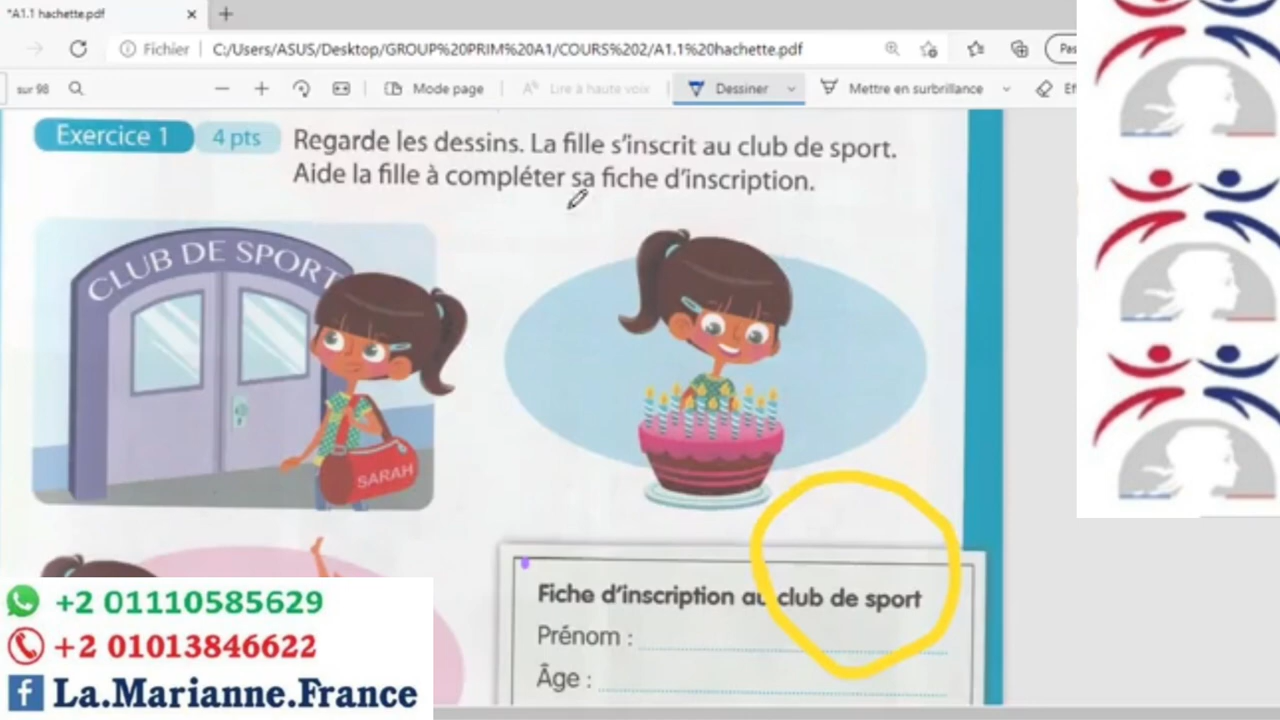 *A1.1 hachette.pdf
Fichier
C:/Users/ASUS/Desktop/GROUP%20PRIM%20A1/COURS%202/A1.1%20hachette.pdf
sur 98
Mode page
Lire à haute voix
Dessiner
Mettre en surbrillance
Exercice 1
4 pts
Regarde les dessins. La fille s'inscrit au club de sport.
Aide la fille à compléter sa fiche d'inscription.
CLUB DE SPORT
SARAH
Fiche d'inscription au club de sport
Prénom :
Âge :
+2 01110585629
+2 01013846622
La.Marianne.France